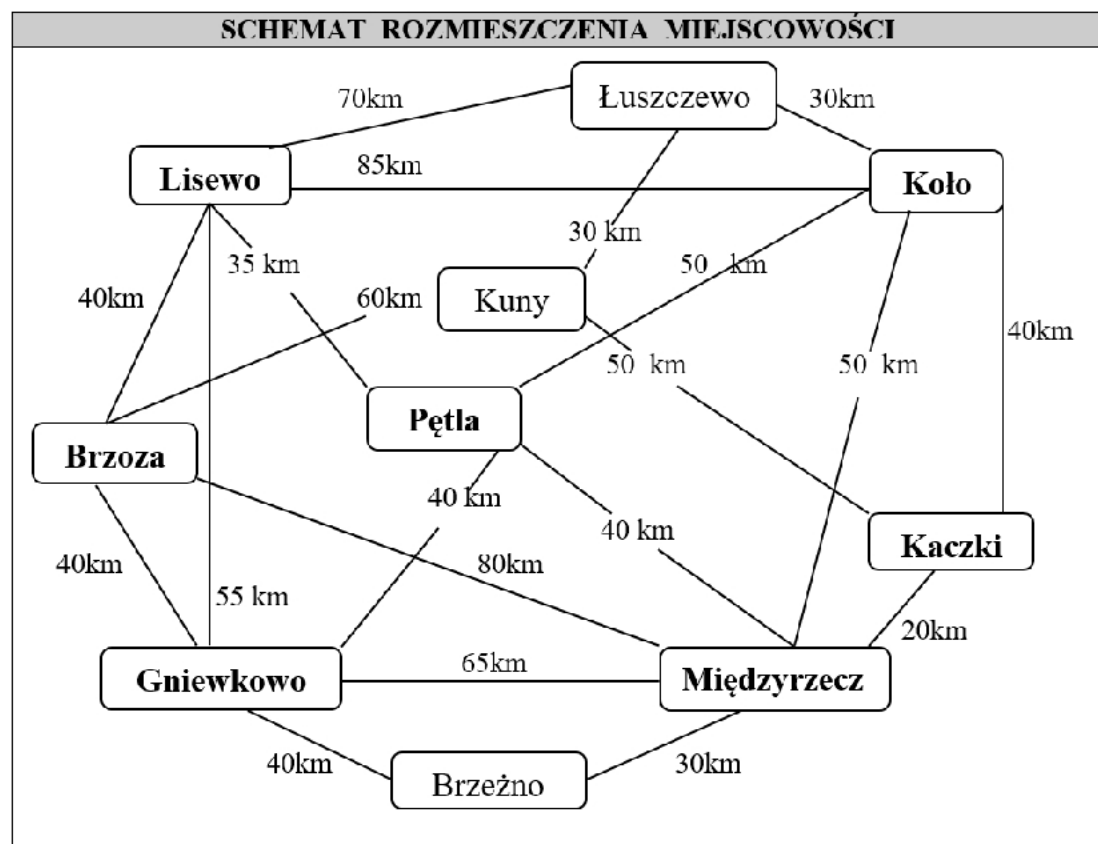 SCHEMAT ROZMIESZCZENIA MIEJSCOWOŚCI
Łuszczewo
70km
30km
Lisewo
85km
Koło
30 km
35 km
50 km
Kuny
40km
60km
40km
50 km
50 km
Pętla
Brzoza
40 km
40 km
Kaczki
40km
80km
55 km
20km
Gniewkowo
65km
Międzyrzecz
40km
Brzeżno
30km